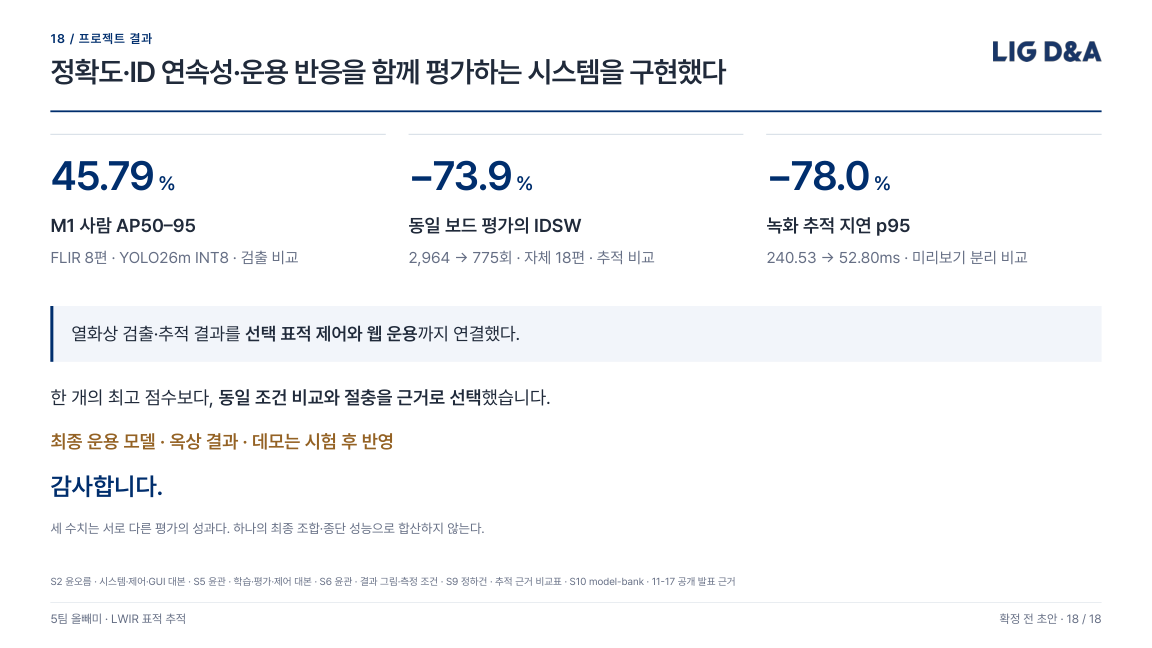 18 / 프로젝트 결과
LIG D&A
정확도·ID 연속성·운용 반응을 함께 평가하는 시스템을 구현했다
45.79 %
M1 사람 AP50–95
FLIR 8편 · YOLO26m INT8 · 검출 비교
−73.9 %
동일 보드 평가의 IDSW
2,964 → 775회 · 자체 18편 · 추적 비교
−78.0 %
녹화 추적 지연 p95
240.53 → 52.80ms · 미리보기 분리 비교
열화상 검출·추적 결과를 선택 표적 제어와 웹 운용까지 연결했다.
한 개의 최고 점수보다, 동일 조건 비교와 절충을 근거로 선택했습니다.
최종 운용 모델 · 옥상 결과 · 데모는 시험 후 반영
감사합니다.
세 수치는 서로 다른 평가의 성과다. 하나의 최종 조합·종단 성능으로 합산하지 않는다.
S2 윤오름 · 시스템·제어·GUI 대본 · S5 윤관 · 학습·평가·제어 대본 · S6 윤관 · 결과 그림·측정 조건 · S9 정하건 · 추적 근거 비교표 · S10 model-bank · 11-17 공개 발표 근거
5팀 올빼미 · LWIR 표적 추적
확정 전 초안 · 18 / 18